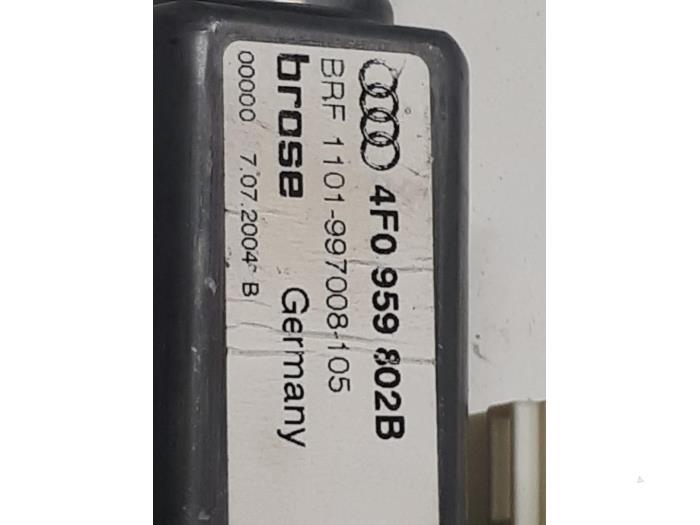 4F0 959 802B
BRF 1101-997008-105
brose Germany
00000 7.07.2004 B